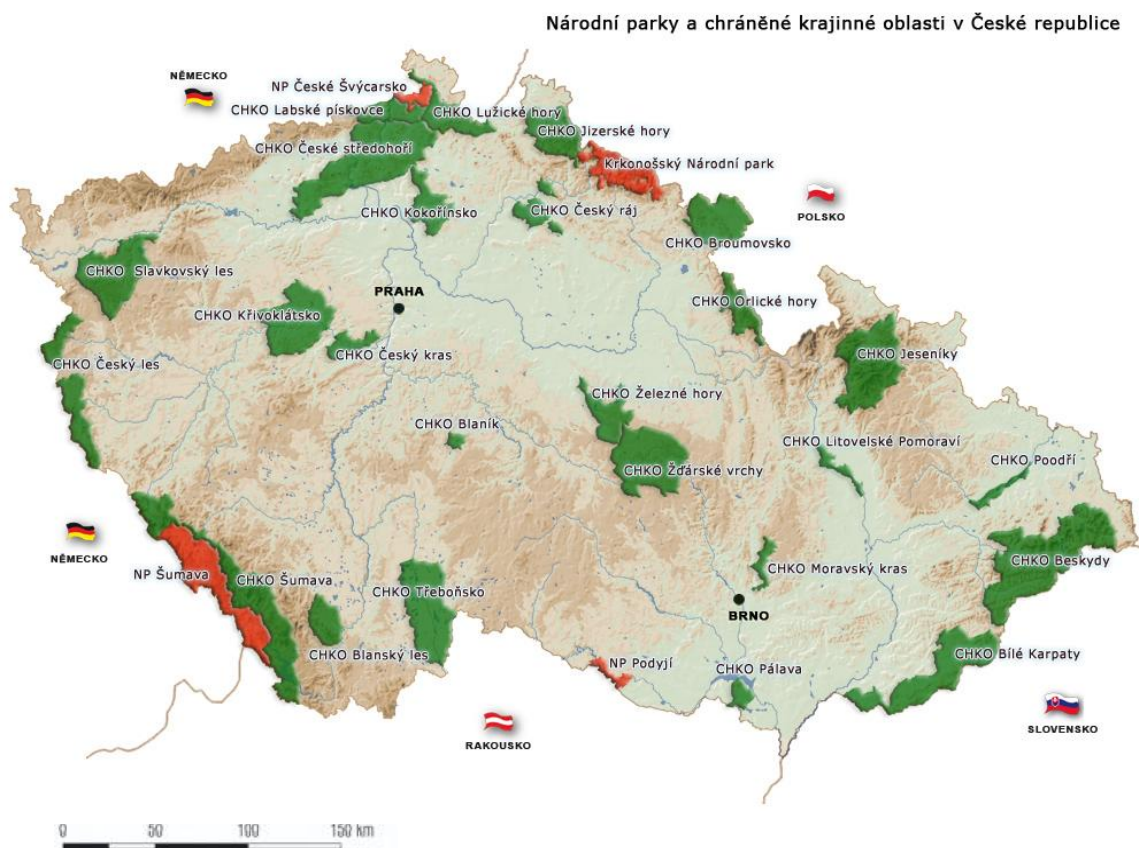 Národní parky a chráněné krajinné oblasti v České republice
NĚMECKO
NP České Švýcarsko
CHKO Labské pískovce
CHKO Lužické hory
CHKO Jizerské hory
CHKO České středohoří
Krkonošský Národní park
POLSKO
CHKO Kokořínsko
CHKO Český ráj
CHKO Broumovsko
CHKO Slavkovský les
PRAHA
CHKO Orlické hory
CHKO Křivoklátsko
CHKO Český kras
CHKO Jeseníky
CHKO Český les
CHKO Železné hory
CHKO Blaník
CHKO Litovelské Pomoraví
CHKO Poodří
CHKO Žďárské vrchy
NĚMECKO
CHKO Beskydy
NP Šumava
CHKO Šumava
CHKO Moravský kras
CHKO Třeboňsko
BRNO
CHKO Blanský les
CHKO Bílé Karpaty
NP Podyjí
CHKO Pálava
SLOVENSKO
RAKOUSKO
0 50 100 150 km